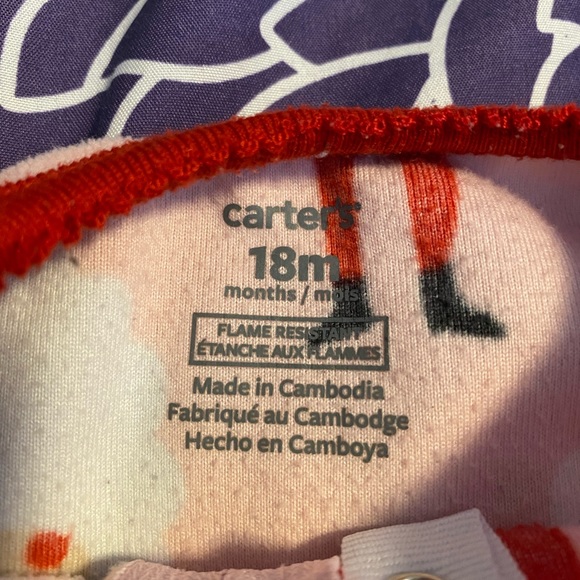 carter's
18m
months / mois
FLAME RESISTANT
ÉTANCHE AUX FLAMMES
Made in Cambodia
Fabriqué au Cambodge
Hecho en Camboya